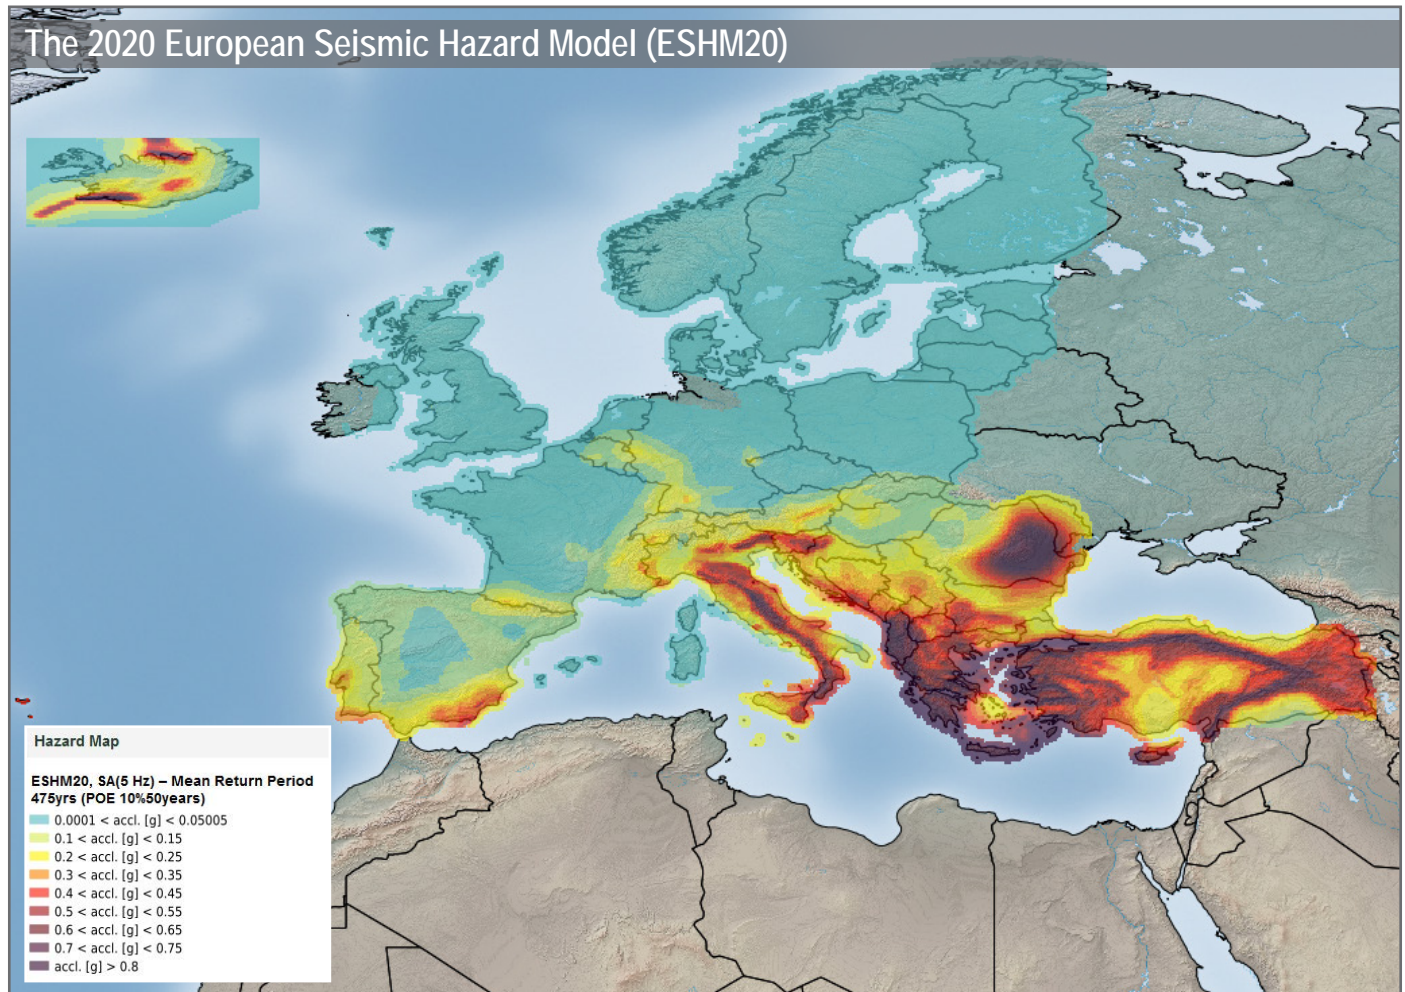 The 2020 European Seismic Hazard Model (ESHM20)
Hazard Map
ESHM20, SA(5 Hz) – Mean Return Period
475yrs (POE 10%50years)
0.0001 < accl. [g] < 0.05005
0.1 < accl. [g] < 0.15
0.2 < accl. [g] < 0.25
0.3 < accl. [g] < 0.35
0.4 < accl. [g] < 0.45
0.5 < accl. [g] < 0.55
0.6 < accl. [g] < 0.65
0.7 < accl. [g] < 0.75
accl. [g] > 0.8